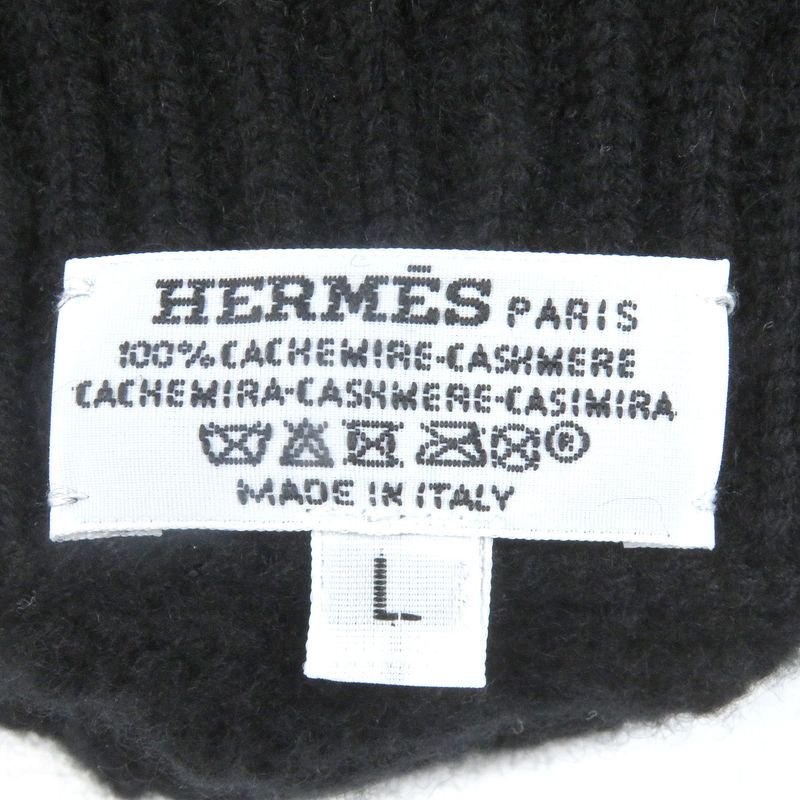 HERMÈS PARIS
100% CACHEMIRE-CASHMERE
CACHEMIRA-CASHMERE-CASIMIRA
®
MADE IN ITALY
L